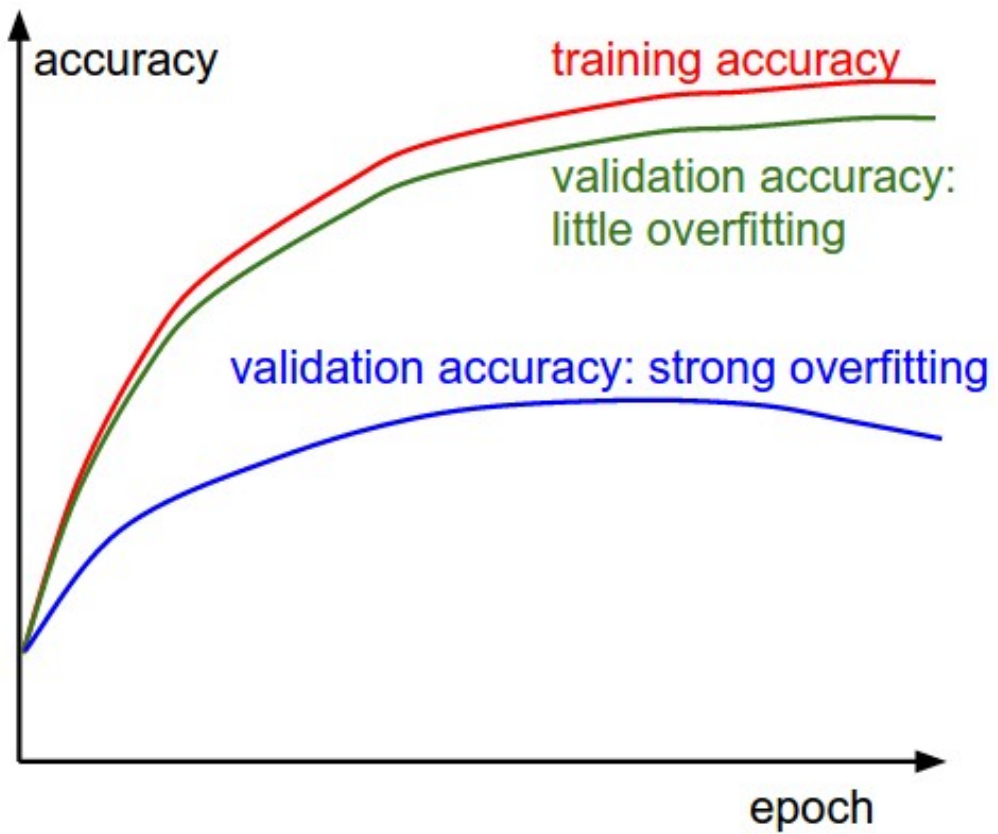 accuracy
training accuracy
validation accuracy:
little overfitting
validation accuracy: strong overfitting
epoch